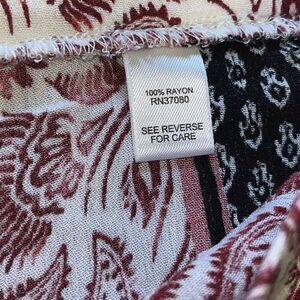 100% RAYON
RN37080
SEE REVERSE
FOR CARE